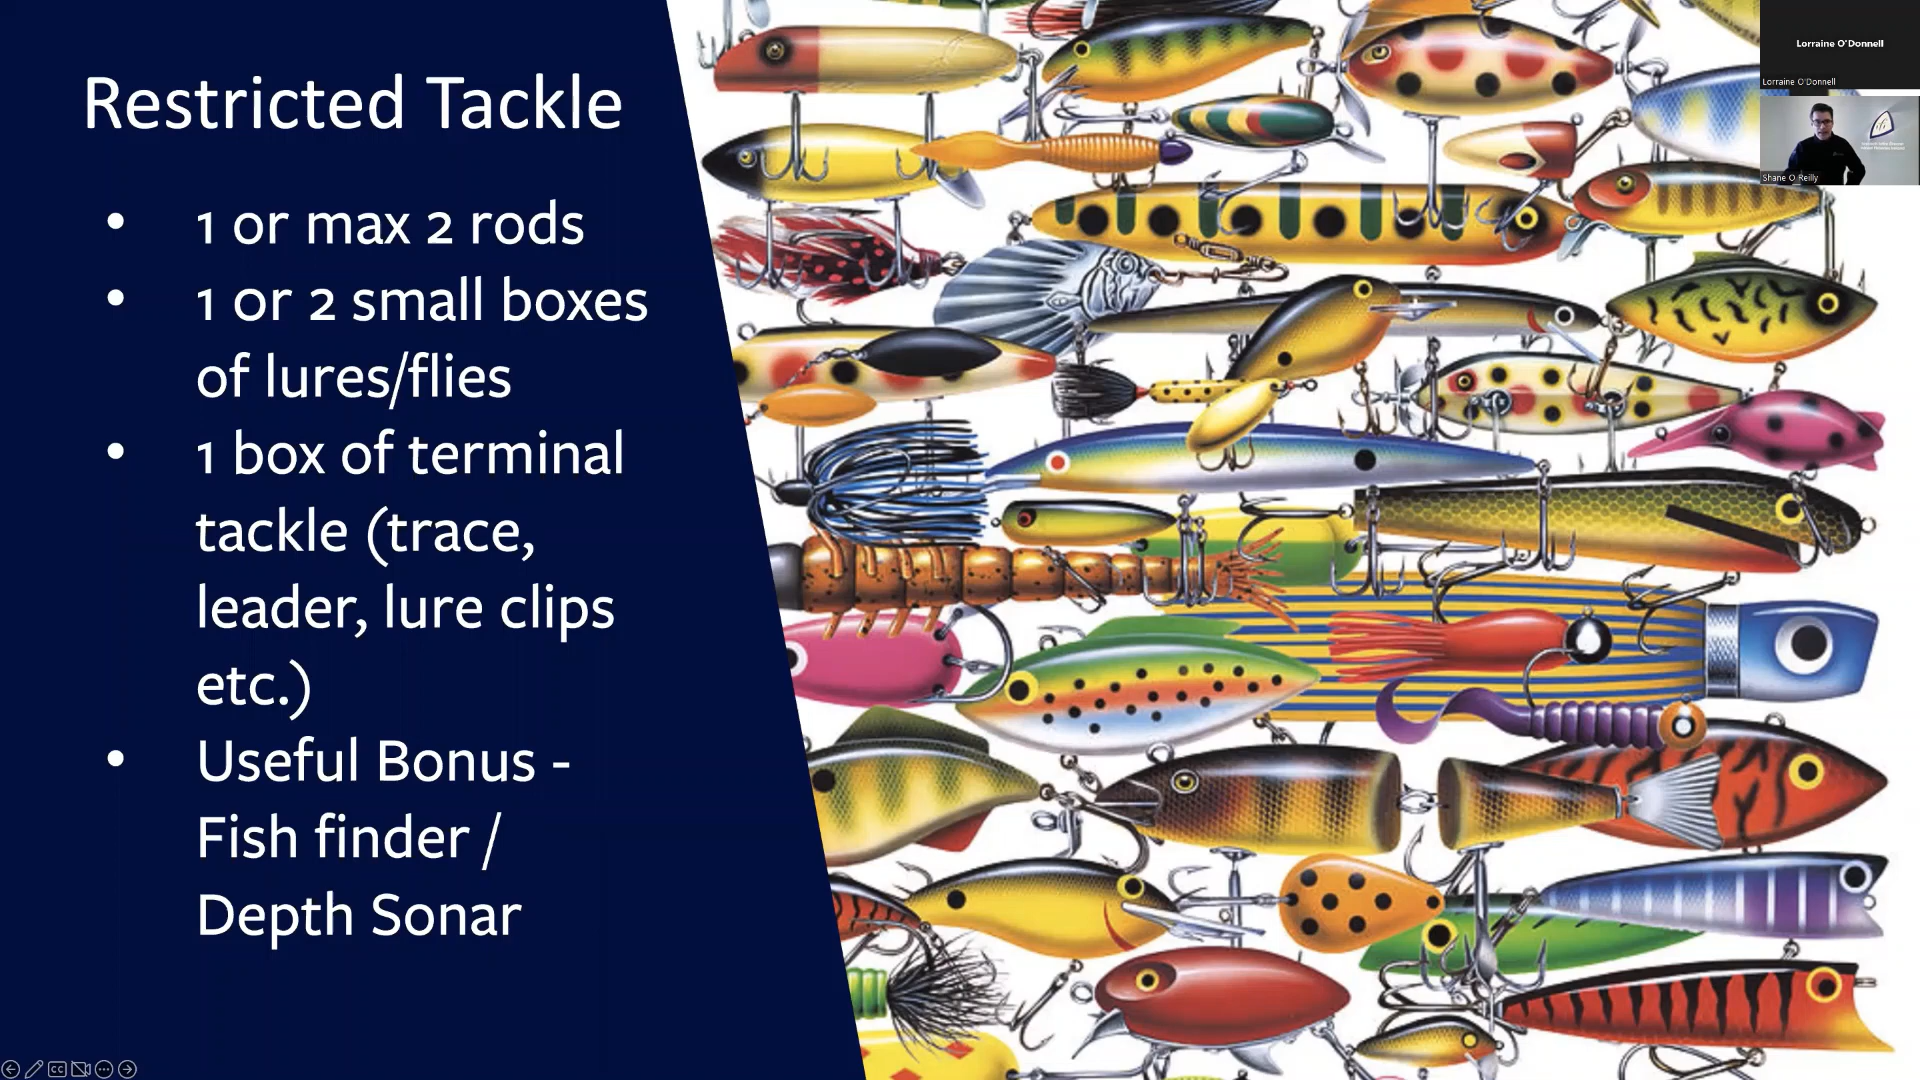 Restricted Tackle
• 1 or max 2 rods
• 1 or 2 small boxes
of lures/flies
• 1 box of terminal
tackle (trace,
leader, lure clips
etc.)
• Useful Bonus -
Fish finder /
Depth Sonar
Lorraine O'Donnell
Lorraine O'Donnell
Shane O Reilly
CC